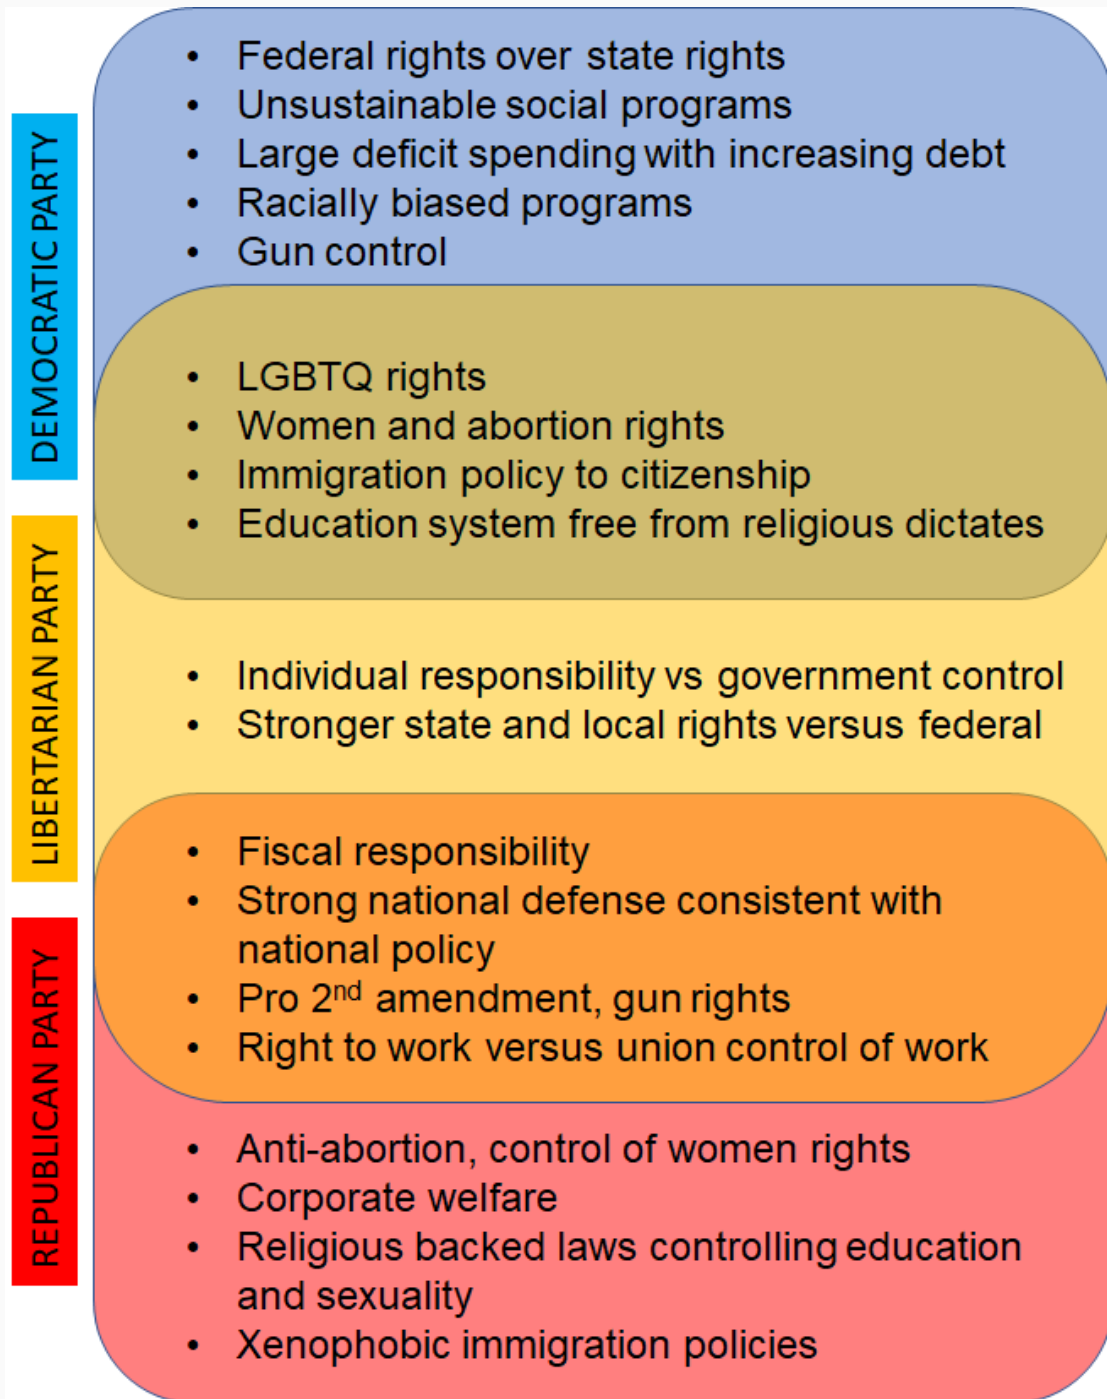 DEMOCRATIC PARTY
• Federal rights over state rights
• Unsustainable social programs
• Large deficit spending with increasing debt
• Racially biased programs
• Gun control
• LGBTQ rights
• Women and abortion rights
• Immigration policy to citizenship
• Education system free from religious dictates
LIBERTARIAN PARTY
• Individual responsibility vs government control
• Stronger state and local rights versus federal
• Fiscal responsibility
• Strong national defense consistent with
national policy
• Pro 2nd amendment, gun rights
• Right to work versus union control of work
REPUBLICAN PARTY
• Anti-abortion, control of women rights
• Corporate welfare
• Religious backed laws controlling education
and sexuality
• Xenophobic immigration policies